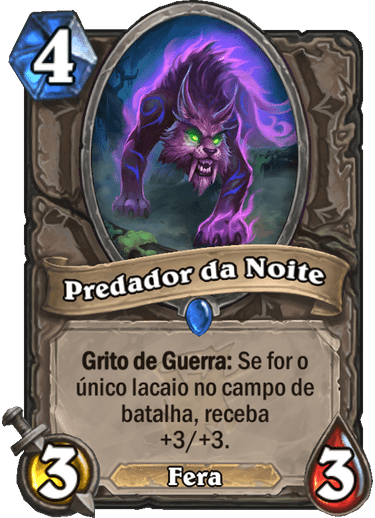 4
Predador da Noite
Grito de Guerra: Se for o
único lacaio no campo de
batalha, receba
+3/+3.
3
Fera
3